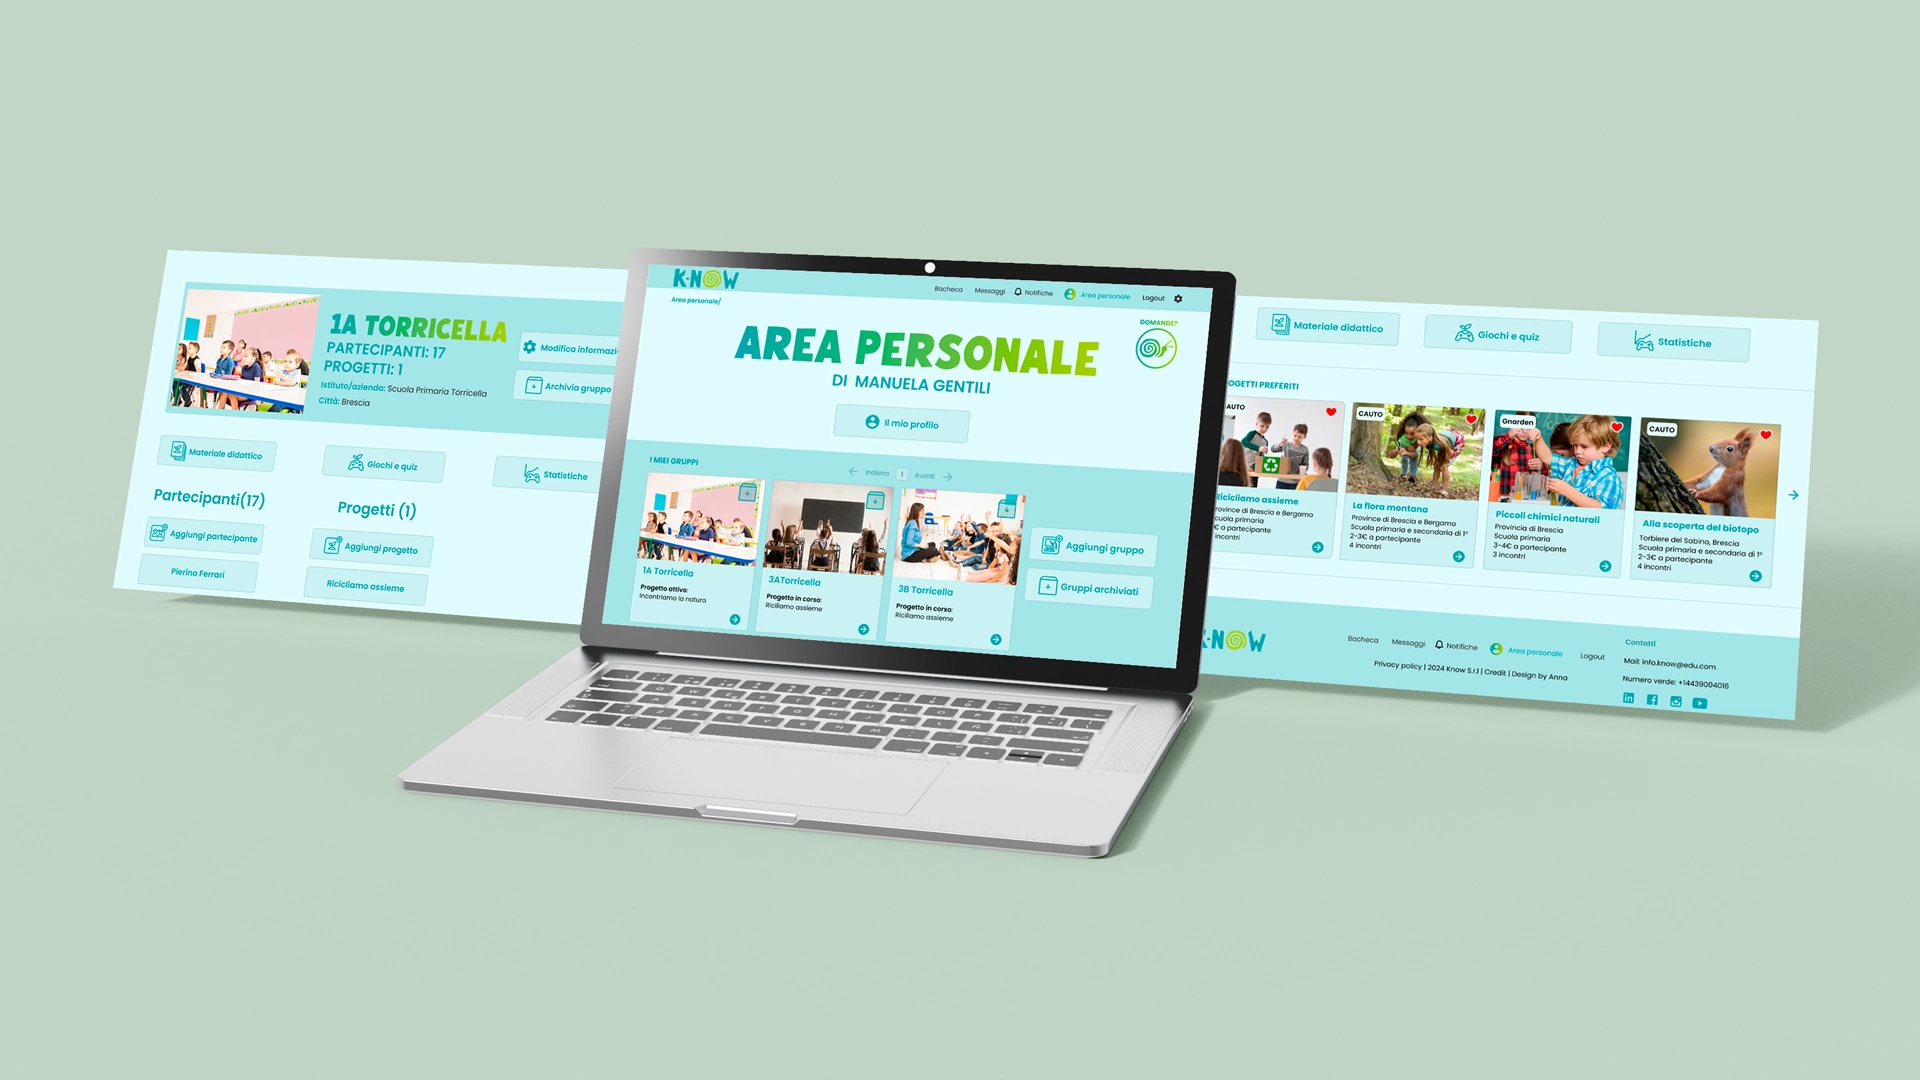 1A TORRICELLA
PARTECIPANTI: 17
PROGETTI: 1
Istituto/azienda: Scuola Primaria Torricella
Città: Brescia
Modifica informazi
Archivia gruppo
Materiale didattico
Giochi e quiz
Statistiche
Partecipanti(17)
Progetti (1)
Aggiungi partecipante
Aggiungi progetto
Pierino Ferrari
Ricicliamo assieme
K-NOW
Bacheca
Messaggi
Notifiche
Area personale
Logout
Area personale/
DOMANDE?
AREA PERSONALE
DI MANUELA GENTILI
Il mio profilo
I MIEI GRUPPI
Indietro
1
Avanti
1A Torricella
Progetto attivo:
Incontriamo la natura
3ATorricella
Progetto in corso:
Riciliamo assieme
3B Torricella
Progetto in corso:
Riciliamo assieme
Aggiungi gruppo
Gruppi archiviati
Materiale didattico
Giochi e quiz
Statistiche
OGETTI PREFERITI
AUTO
Ricicliamo assieme
rovince di Brescia e Bergamo
cuola primaria
€ a partecipante
incontri
CAUTO
La flora montana
Province di Brescia e Bergamo
Scuola primaria e secondaria di 1°
2-3€ a partecipante
4 incontri
Gnarden
Piccoli chimici naturali
Provincia di Brescia
Scuola primaria
3-4€ a partecipante
3 incontri
CAUTO
Alla scoperta del biotopo
Torbiere del Sabino, Brescia
Scuola primaria e secondaria di 1°
2-3€ a partecipante
4 incontri
K-NOW
Bacheca
Messaggi
Notifiche
Area personale
Logout
Privacy policy | 2024 Know S.r.l | Credit | Design by Anna
Contatti
Mail: info.know@edu.com
Numero verde: +14439004016